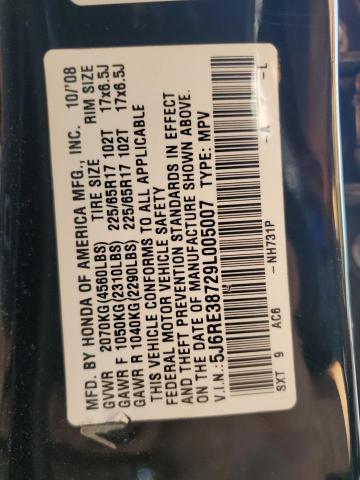 MFD. BY HONDA OF AMERICA MFG., INC. 10/'08
TIRE SIZE RIM SIZE
GVWR 2070KG(4560LBS)
GAWR F 1050KG(2310LBS) 225/65R17 102T 17x6.5J
GAWR R 1040KG(2290LBS) 225/65R17 102T 17x6.5J
THIS VEHICLE CONFORMS TO ALL APPLICABLE
FEDERAL MOTOR VEHICLE SAFETY
AND THEFT PREVENTION STANDARDS IN EFFECT
ON THE DATE OF MANUFACTURE SHOWN ABOVE.
V.I.N.: 5J6RE38729L005007 TYPE: MPV
-NH731P -A -L
SXT 9 AC6